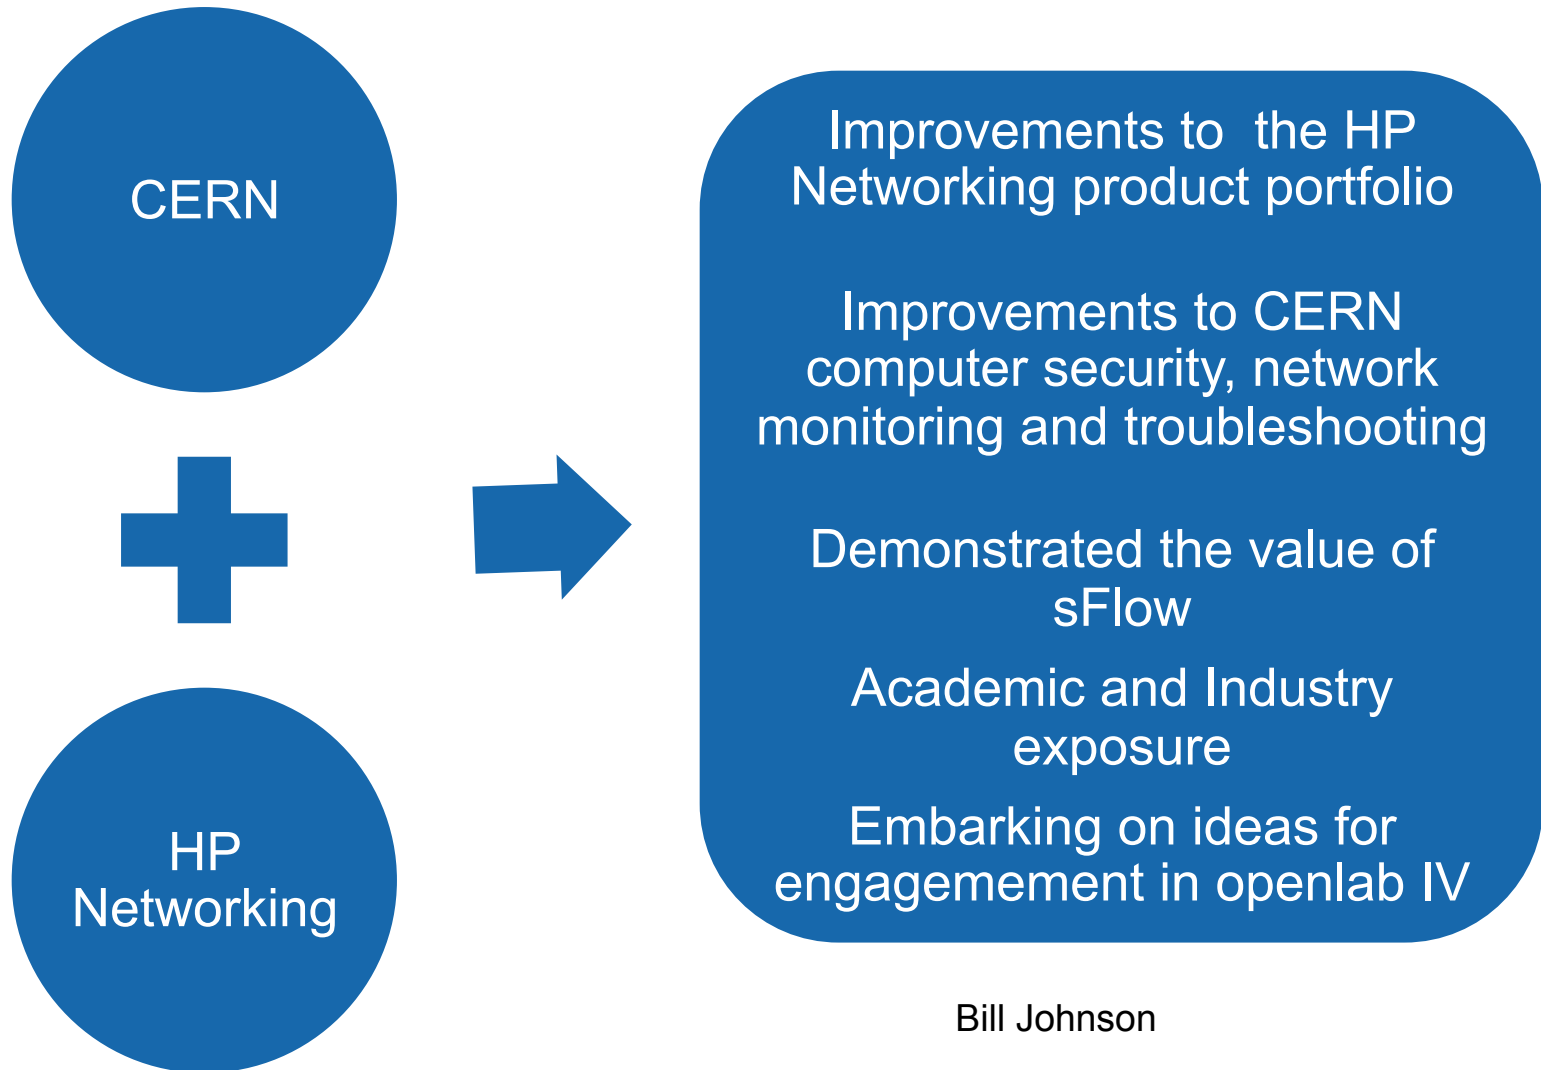 CERN
HP
Networking
Improvements to  the HP
Networking product portfolio
Improvements to CERN
computer security, network
monitoring and troubleshooting
Demonstrated the value of
sFlow
Academic and Industry
exposure
Embarking on ideas for
engagemement in openlab IV
Bill Johnson